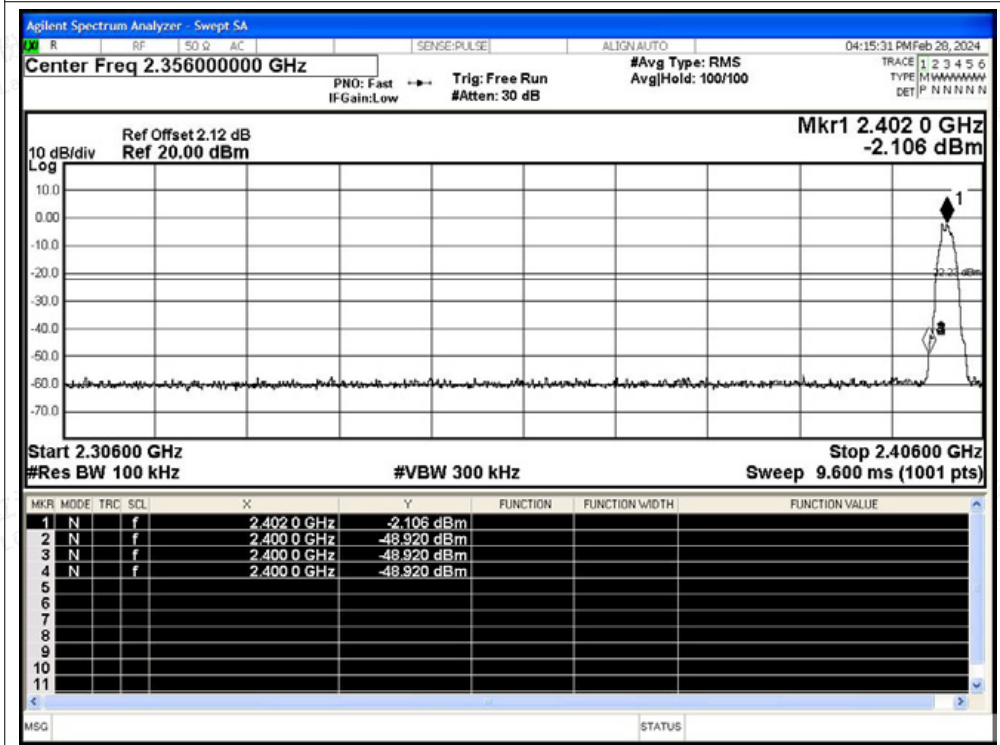 Agilent Spectrum Analyzer - Swept SA
R RF 50 Ω AC SENSE:PULSE ALIGN AUTO 04:15:31 PM Feb 28, 2024
Center Freq 2.356000000 GHz
PNO: Fast
IFGain:Low
Trig: Free Run
#Atten: 30 dB
#Avg Type: RMS
Avg|Hold: 100/100
TRACE 1 2 3 4 5 6
TYPE M
DET P N N N N N
Mkr1 2.402 0 GHz
-2.106 dBm
Ref Offset 2.12 dB
10 dB/div Ref 20.00 dBm
Log
10.0
0.00
-10.0
-20.0
-30.0
-40.0
-50.0
-60.0
-70.0
1
Start 2.30600 GHz Stop 2.40600 GHz
#Res BW 100 kHz #VBW 300 kHz Sweep 9.600 ms (1001 pts)
MKR MODE TRC SCL X Y FUNCTION FUNCTION WIDTH FUNCTION VALUE
1 N f 2.402 0 GHz -2.106 dBm
2 N f 2.400 0 GHz -48.920 dBm
3 N f 2.400 0 GHz -48.920 dBm
4 N f 2.400 0 GHz -48.920 dBm
5
6
7
8
9
10
11
MSG STATUS